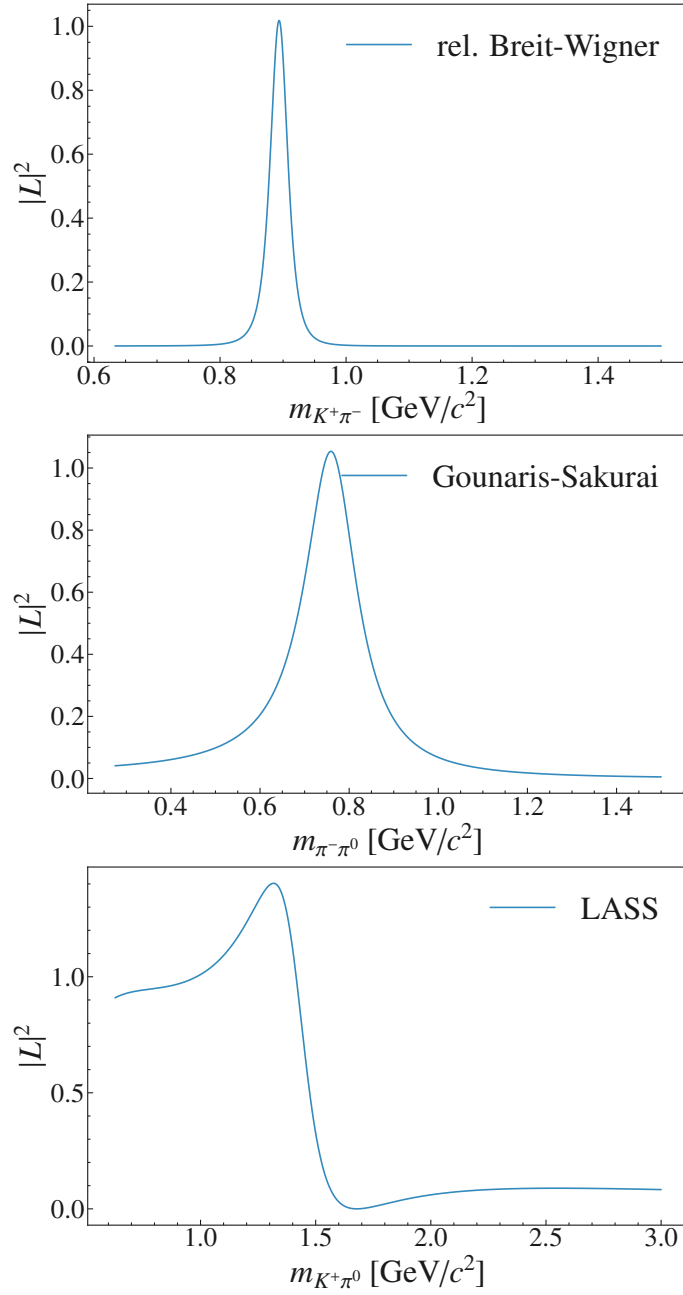 rel. Breit-Wigner
|L|²
1.0
0.8
0.6
0.4
0.2
0.0
0.6 0.8 1.0 1.2 1.4
m_{K⁺π⁻} [GeV/c²]
Gounaris-Sakurai
|L|²
1.0
0.8
0.6
0.4
0.2
0.0
0.4 0.6 0.8 1.0 1.2 1.4
m_{π⁻π⁰} [GeV/c²]
LASS
|L|²
1.0
0.5
0.0
1.0 1.5 2.0 2.5 3.0
m_{K⁺π⁰} [GeV/c²]